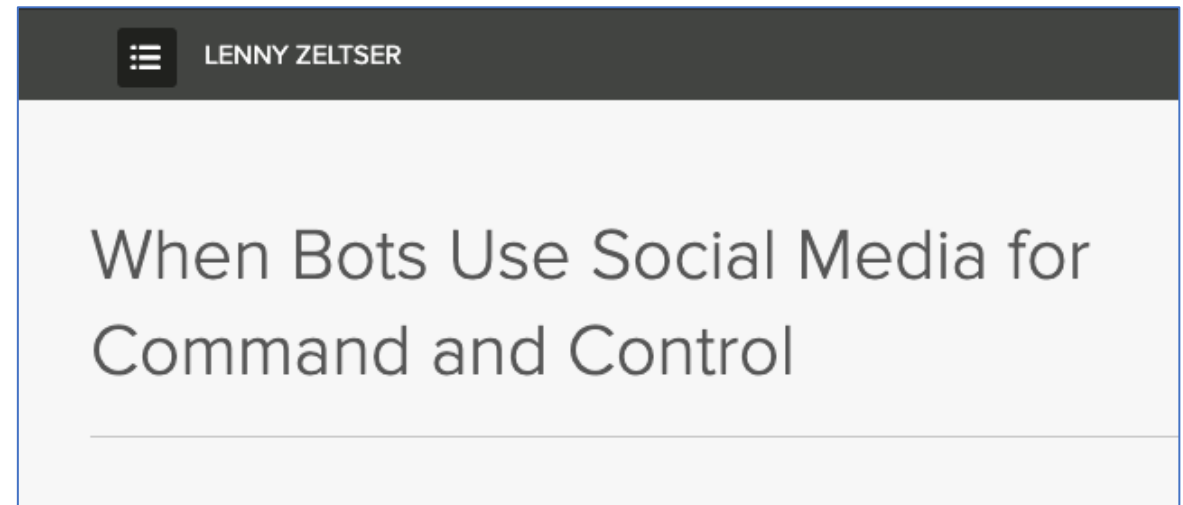 LENNY ZELTSER
When Bots Use Social Media for
Command and Control